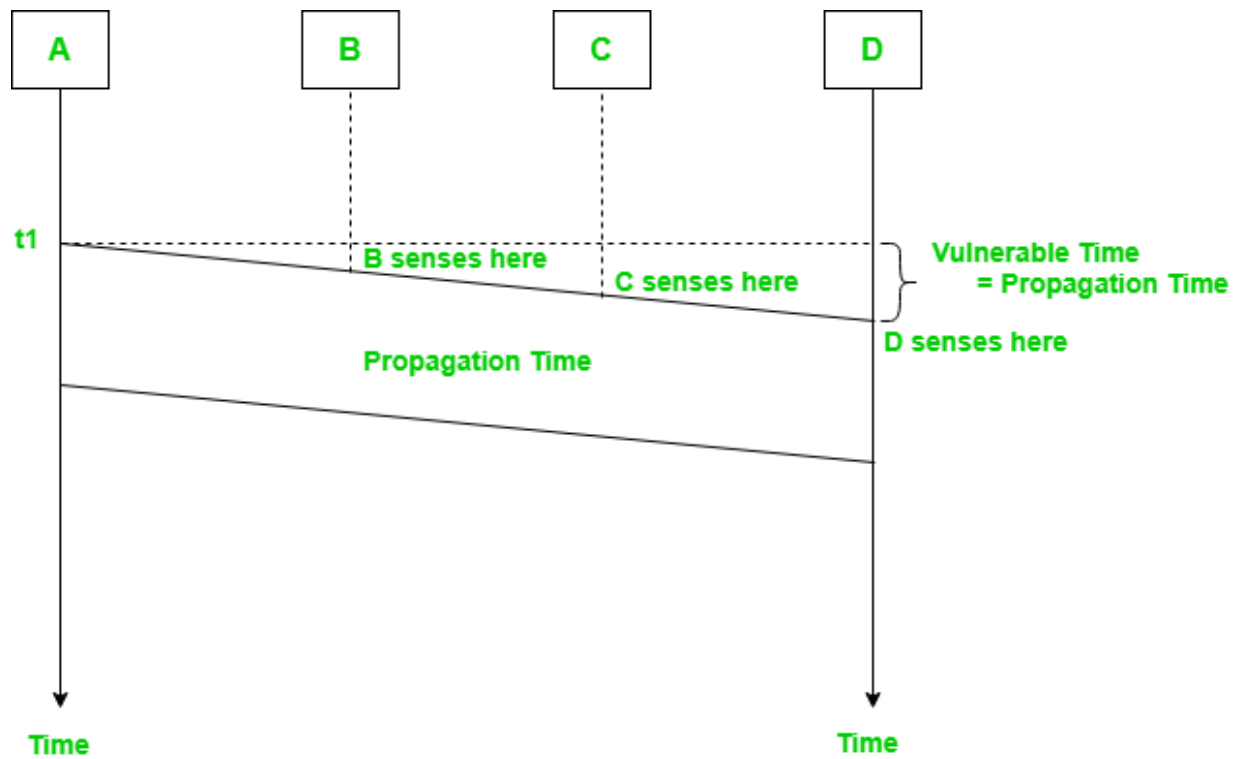 A
B
C
D
t1
B senses here
C senses here
Vulnerable Time
= Propagation Time
D senses here
Propagation Time
Time
Time